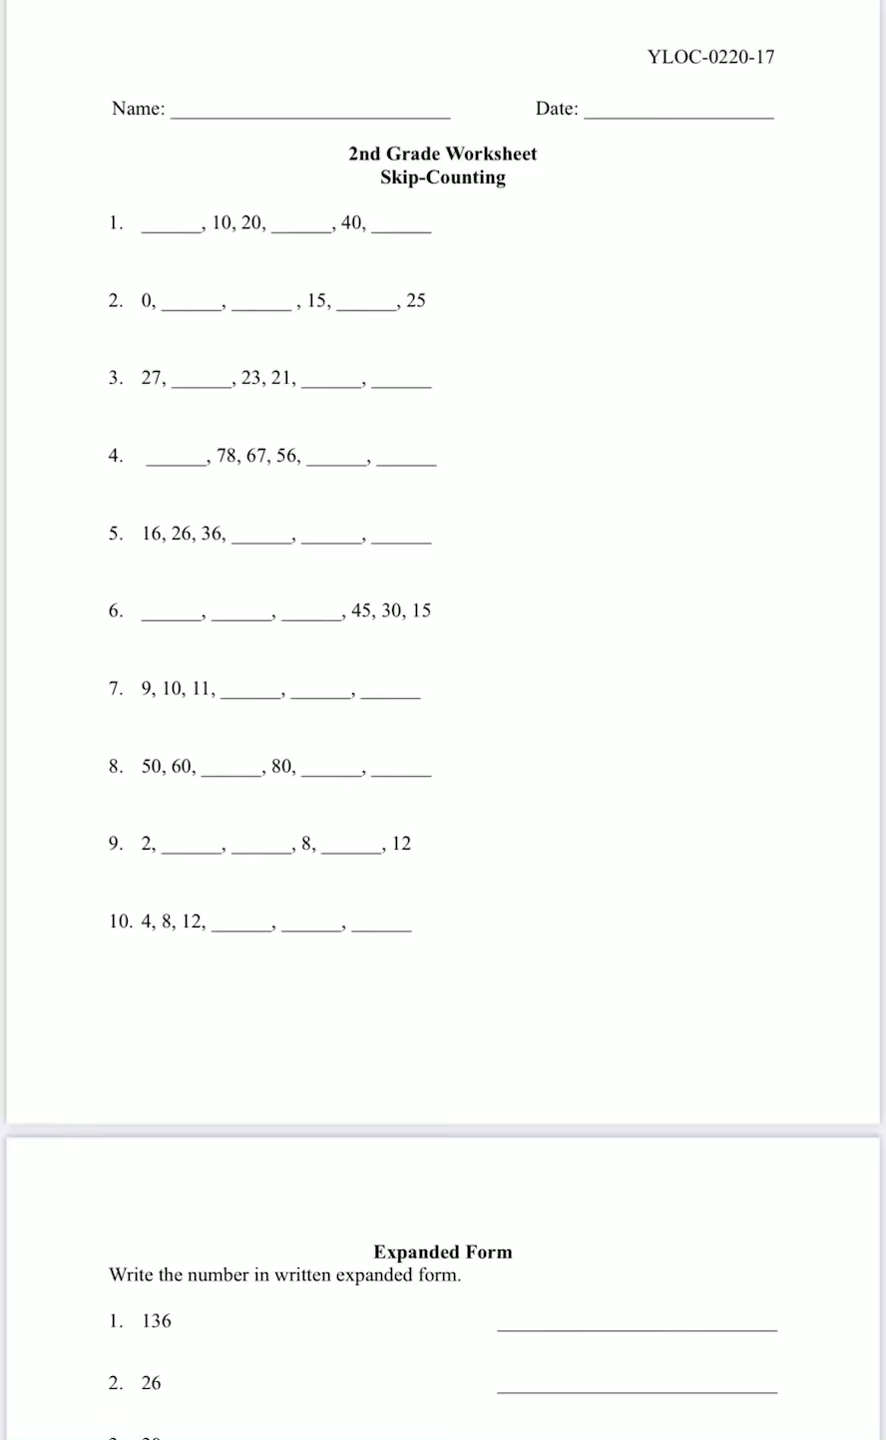 YLOC-0220-17
Name: ____________________________ Date: ___________________
2nd Grade Worksheet
Skip-Counting
1. ______, 10, 20, ______, 40, ______
2. 0, ______, ______ , 15, ______, 25
3. 27, ______, 23, 21, ______, ______
4. ______, 78, 67, 56, ______, ______
5. 16, 26, 36, ______, ______, ______
6. ______, ______, ______, 45, 30, 15
7. 9, 10, 11, ______, ______, ______
8. 50, 60, ______, 80, ______, ______
9. 2, ______, ______, 8, ______, 12
10. 4, 8, 12, ______, ______, ______
Expanded Form
Write the number in written expanded form.
1. 136 ____________________________
2. 26 ____________________________